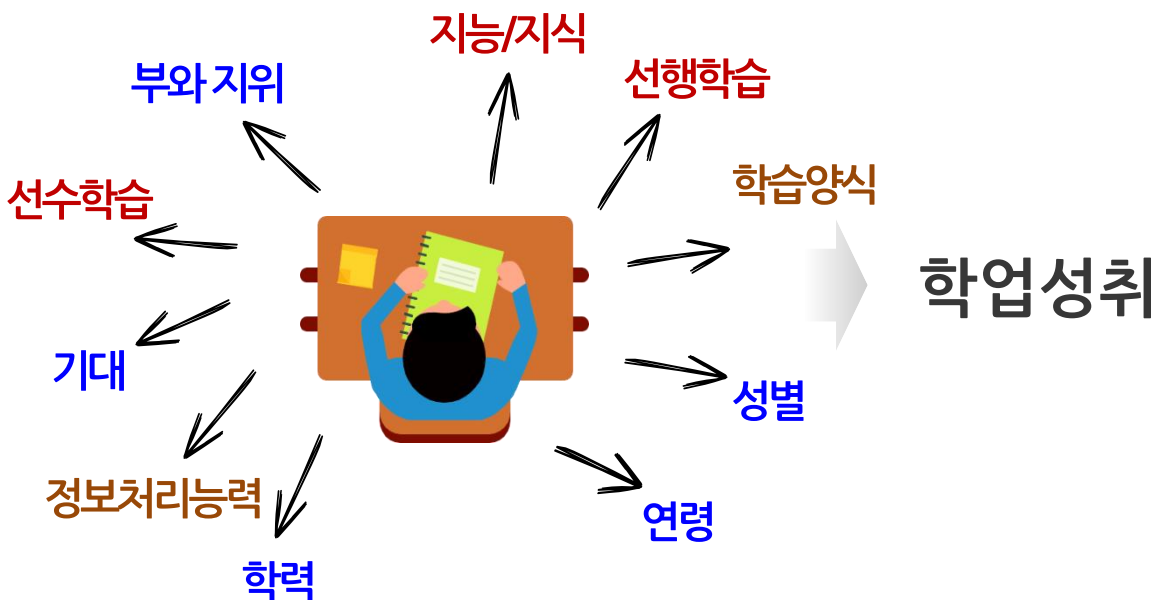 지능/지식
선행학습
부와 지위
학습양식
선수학습
학업성취
기대
성별
정보처리능력
연령
학력